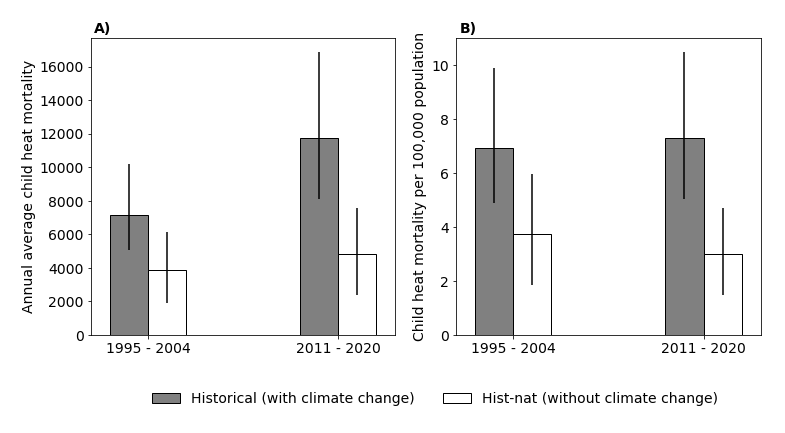 A)
Annual average child heat mortality
16000
14000
12000
10000
8000
6000
4000
2000
0
1995 - 2004
2011 - 2020
B)
Child heat mortality per 100,000 population
10
8
6
4
2
0
1995 - 2004
2011 - 2020
Historical (with climate change)
Hist-nat (without climate change)